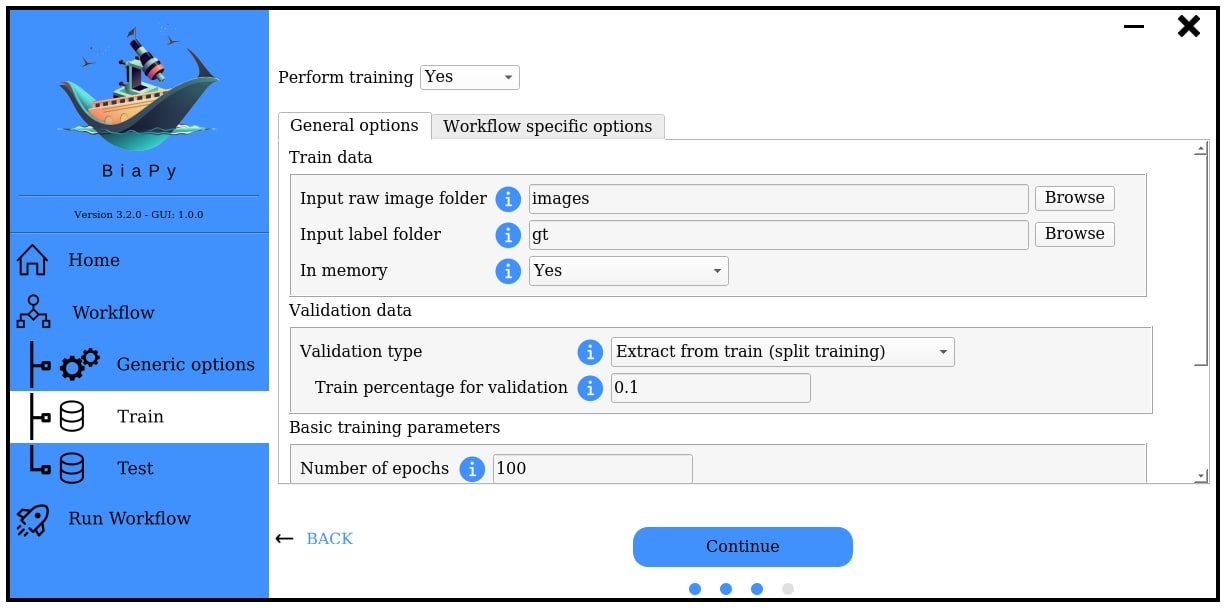 BiaPy
Version 3.2.0 - GUI: 1.0.0
Home
Workflow
Generic options
Train
Test
Run Workflow
Perform training Yes
General options Workflow specific options
Train data
Input raw image folder i images Browse
Input label folder i gt Browse
In memory i Yes
Validation data
Validation type i Extract from train (split training)
Train percentage for validation i 0.1
Basic training parameters
Number of epochs i 100
BACK
Continue